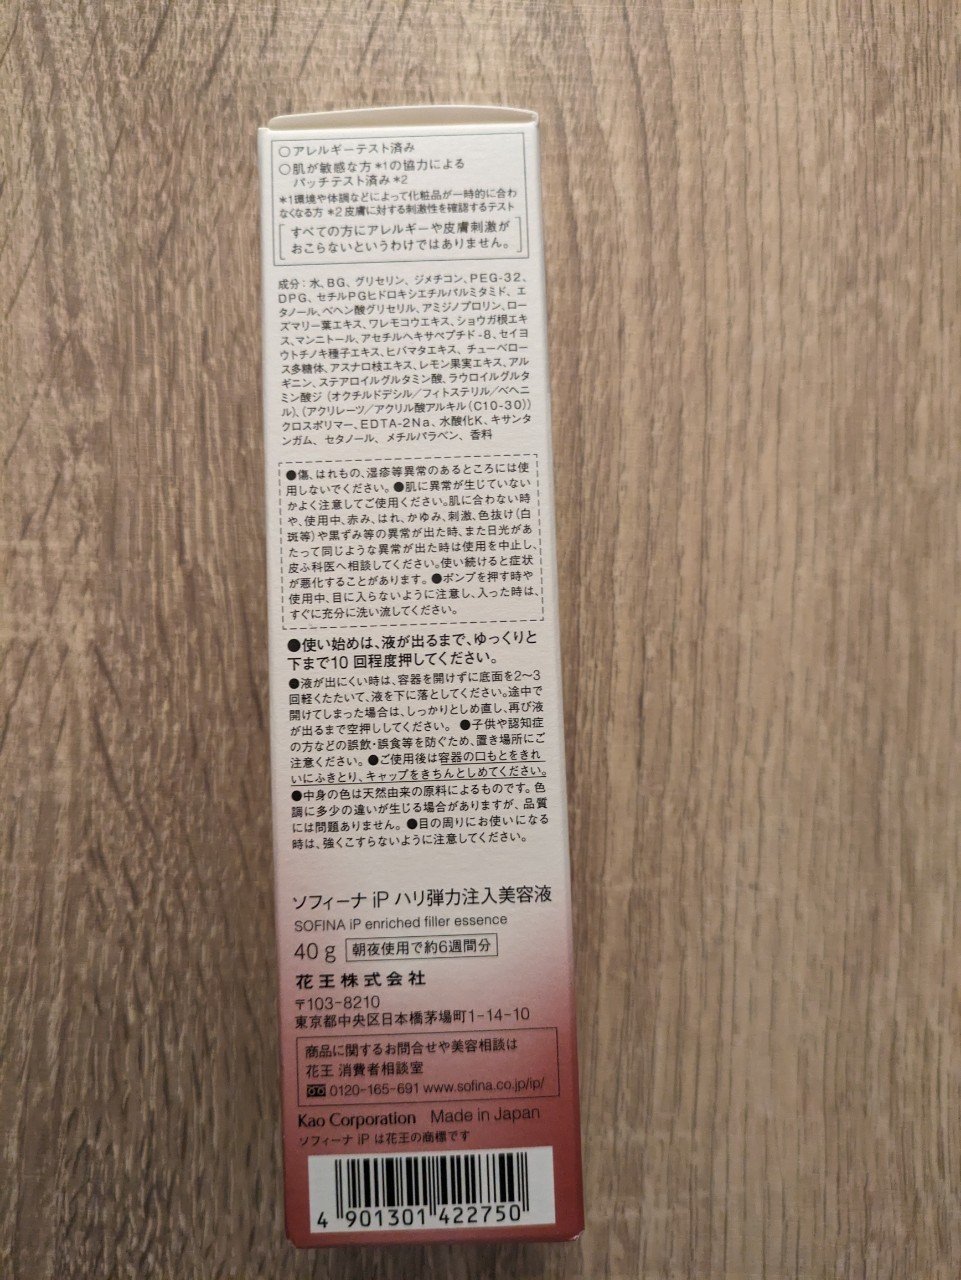 ○アレルギーテスト済み
○肌が敏感な方*1の協力による
パッチテスト済み*2
*1環境や体調などによって化粧品が一時的に合わ
なくなる方 *2皮膚に対する刺激性を確認するテスト
すべての方にアレルギーや皮膚刺激が
おこらないというわけではありません。
成分：水、BG、グリセリン、ジメチコン、PEG-32、
DPG、セチルPGヒドロキシエチルパルミタミド、エ
タノール、ベヘン酸グリセリル、アミジノプロリン、ロー
ズマリー葉エキス、ワレモコウエキス、ショウガ根エキ
ス、マンニトール、アセチルヘキサペプチド-8、セイヨ
ウトチノキ種子エキス、ヒバマタエキス、チューベロー
ス多糖体、アスナロ枝エキス、レモン果実エキス、アル
ギニン、ステアロイルグルタミン酸、ラウロイルグルタ
ミン酸ジ（オクチルドデシル／フィトステリル／ベヘニ
ル）、（アクリレーツ／アクリル酸アルキル（C10-30））
クロスポリマー、EDTA-2Na、水酸化K、キサンタ
ンガム、セタノール、メチルパラベン、香料
●傷、はれもの、湿疹等異常のあるところには使
用しないでください。●肌に異常が生じていない
かよく注意してご使用ください。肌に合わない時
や、使用中、赤み、はれ、かゆみ、刺激、色抜け（白
斑等）や黒ずみ等の異常が出た時、また日光があ
たって同じような異常が出た時は使用を中止し、
皮ふ科医へ相談してください。使い続けると症状
が悪化することがあります。●ポンプを押す時や
使用中、目に入らないように注意し、入った時は、
すぐに充分に洗い流してください。
●使い始めは、液が出るまで、ゆっくりと
下まで10回程度押してください。
●液が出にくい時は、容器を開けずに底面を2〜3
回軽くたたいて、液を下に落としてください。途中で
開けてしまった場合は、しっかりとしめ直し、再び液
が出るまで空押ししてください。●子供や認知症
の方などの誤飲・誤食等を防ぐため、置き場所にご
注意ください。●ご使用後は容器の口もとをきれ
いにふきとり、キャップをきちんとしめてください。
●中身の色は天然由来の原料によるものです。色
調に多少の違いが生じる場合がありますが、品質
には問題ありません。●目の周りにお使いになる
時は、強くこすらないように注意してください。
ソフィーナ iP ハリ弾力注入美容液
SOFINA iP enriched filler essence
40 g 朝夜使用で約6週間分
花王株式会社
〒103-8210
東京都中央区日本橋茅場町1-14-10
商品に関するお問合せや美容相談は
花王 消費者相談室
0120-165-691 www.sofina.co.jp/ip/
Kao Corporation Made in Japan
ソフィーナ iP は花王の商標です
4 901301 422750